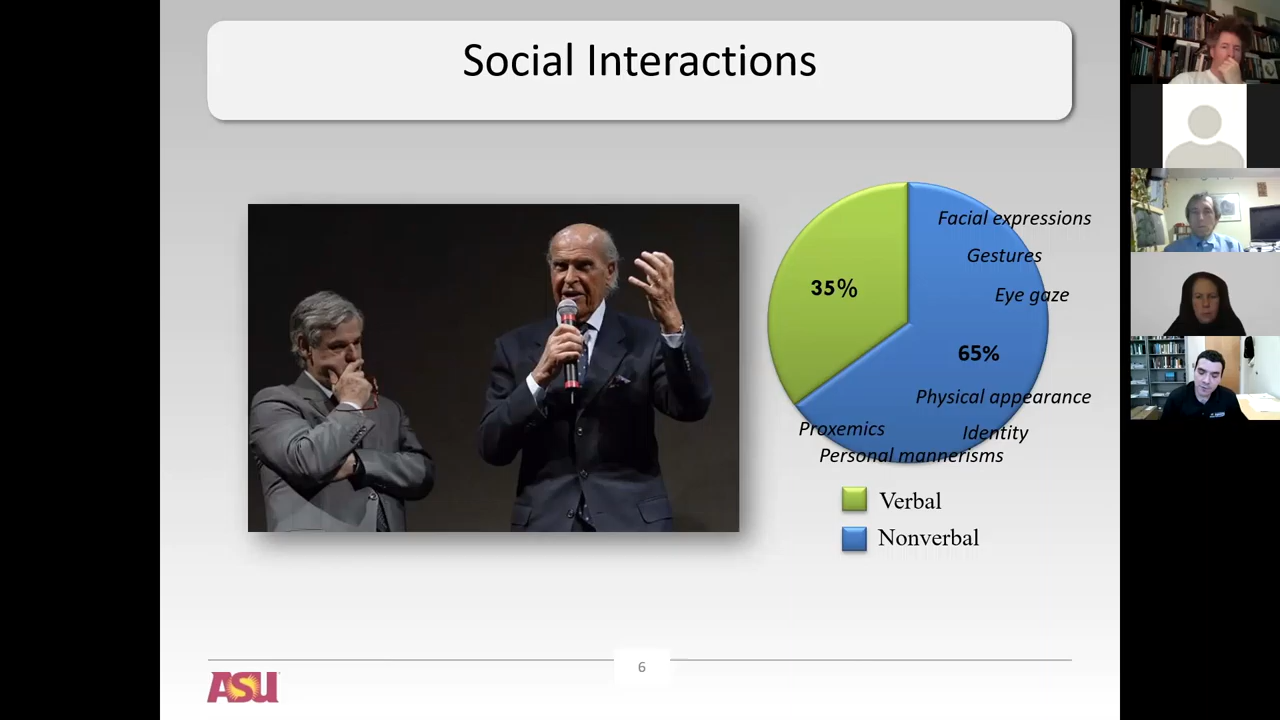 Social Interactions
Facial expressions
Gestures
Eye gaze
35%
65%
Physical appearance
Proxemics
Identity
Personal mannerisms
Verbal
Nonverbal
6
ASU